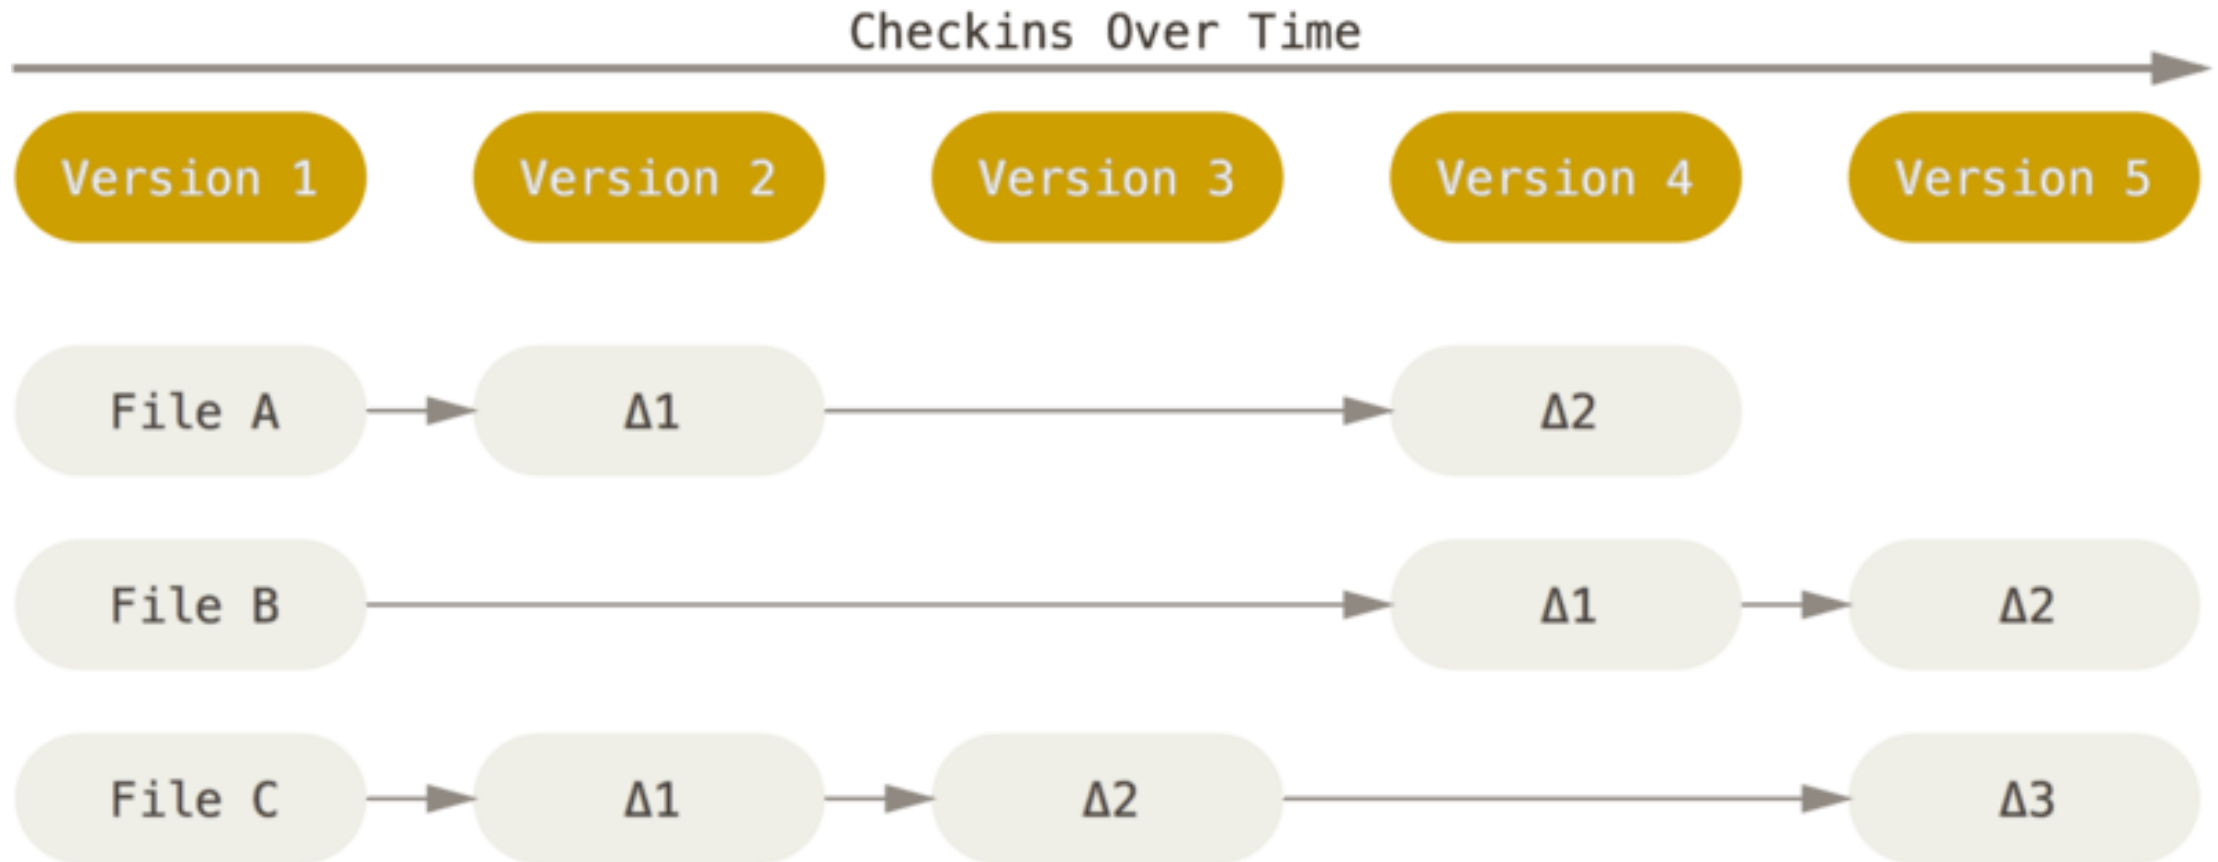 Checkins Over Time
Version 1 Version 2 Version 3 Version 4 Version 5
File A Δ1 Δ2
File B Δ1 Δ2
File C Δ1 Δ2 Δ3